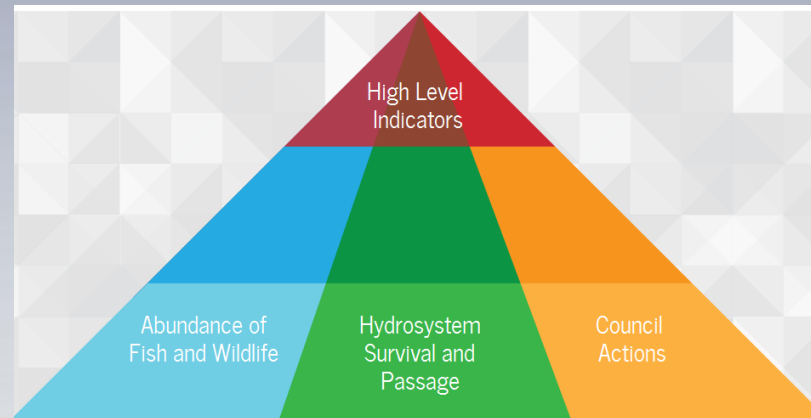 High Level
Indicators
Abundance of
Fish and Wildlife
Hydrosystem
Survival and
Passage
Council
Actions